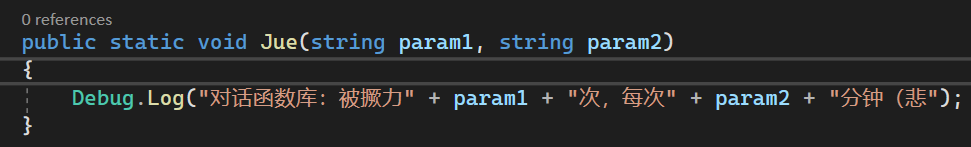 0 references
public static void Jue(string param1, string param2)
{
Debug.Log("对话函数库：被撅力" + param1 + "次，每次" + param2 + "分钟（悲");
}